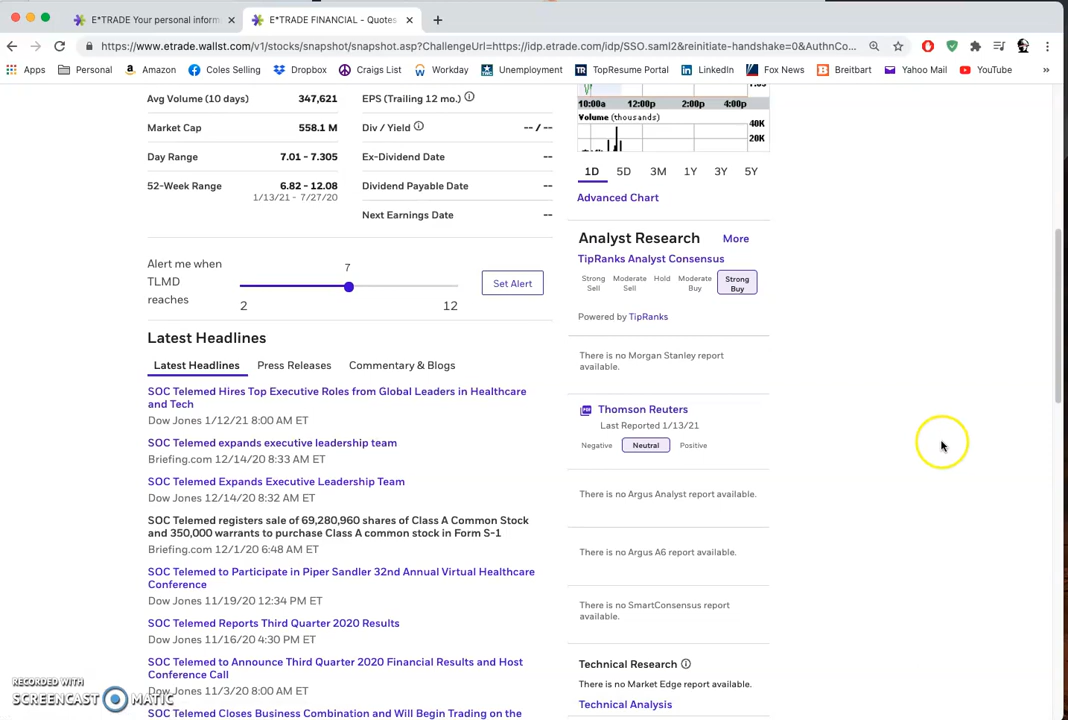 E*TRADE Your personal inform
E*TRADE FINANCIAL - Quotes
https://www.etrade.wallst.com/v1/stocks/snapshot/snapshot.asp?ChallengeUrl=https://idp.etrade.com/idp/SSO.saml2&reinitiate-handshake=0&AuthnCo...
Apps Personal Amazon Coles Selling Dropbox Craigs List Workday Unemployment TopResume Portal LinkedIn Fox News Breitbart Yahoo Mail YouTube »
Avg Volume (10 days) 347,621
Market Cap 558.1 M
Day Range 7.01 - 7.305
52-Week Range 6.82 - 12.08
1/13/21 - 7/27/20
EPS (Trailing 12 mo.)
Div / Yield -- / --
Ex-Dividend Date --
Dividend Payable Date --
Next Earnings Date --
Alert me when
TLMD
reaches
7
2 12
Set Alert
Latest Headlines
Latest Headlines Press Releases Commentary & Blogs
SOC Telemed Hires Top Executive Roles from Global Leaders in Healthcare
and Tech
Dow Jones 1/12/21 8:00 AM ET
SOC Telemed expands executive leadership team
Briefing.com 12/14/20 8:33 AM ET
SOC Telemed Expands Executive Leadership Team
Dow Jones 12/14/20 8:32 AM ET
SOC Telemed registers sale of 69,280,960 shares of Class A Common Stock
and 350,000 warrants to purchase Class A common stock in Form S-1
Briefing.com 12/1/20 6:48 AM ET
SOC Telemed to Participate in Piper Sandler 32nd Annual Virtual Healthcare
Conference
Dow Jones 11/19/20 12:34 PM ET
SOC Telemed Reports Third Quarter 2020 Results
Dow Jones 11/16/20 4:30 PM ET
SOC Telemed to Announce Third Quarter 2020 Financial Results and Host
Conference Call
Dow Jones 11/3/20 8:00 AM ET
SOC Telemed Closes Business Combination and Will Begin Trading on the
10:00a 12:00p 2:00p 4:00p
Volume (thousands)
40K
20K
1D 5D 3M 1Y 3Y 5Y
Advanced Chart
Analyst Research More
TipRanks Analyst Consensus
Strong Sell Moderate Sell Hold Moderate Buy Strong Buy
Powered by TipRanks
There is no Morgan Stanley report
available.
Thomson Reuters
Last Reported 1/13/21
Negative Neutral Positive
There is no Argus Analyst report available.
There is no Argus A6 report available.
There is no SmartConsensus report
available.
Technical Research
There is no Market Edge report available.
Technical Analysis
RECORDED WITH
SCREENCAST MATIC